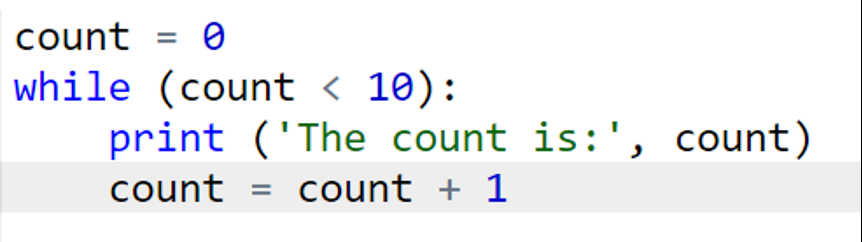 count = 0
while (count < 10):
    print ('The count is:', count)
    count = count + 1